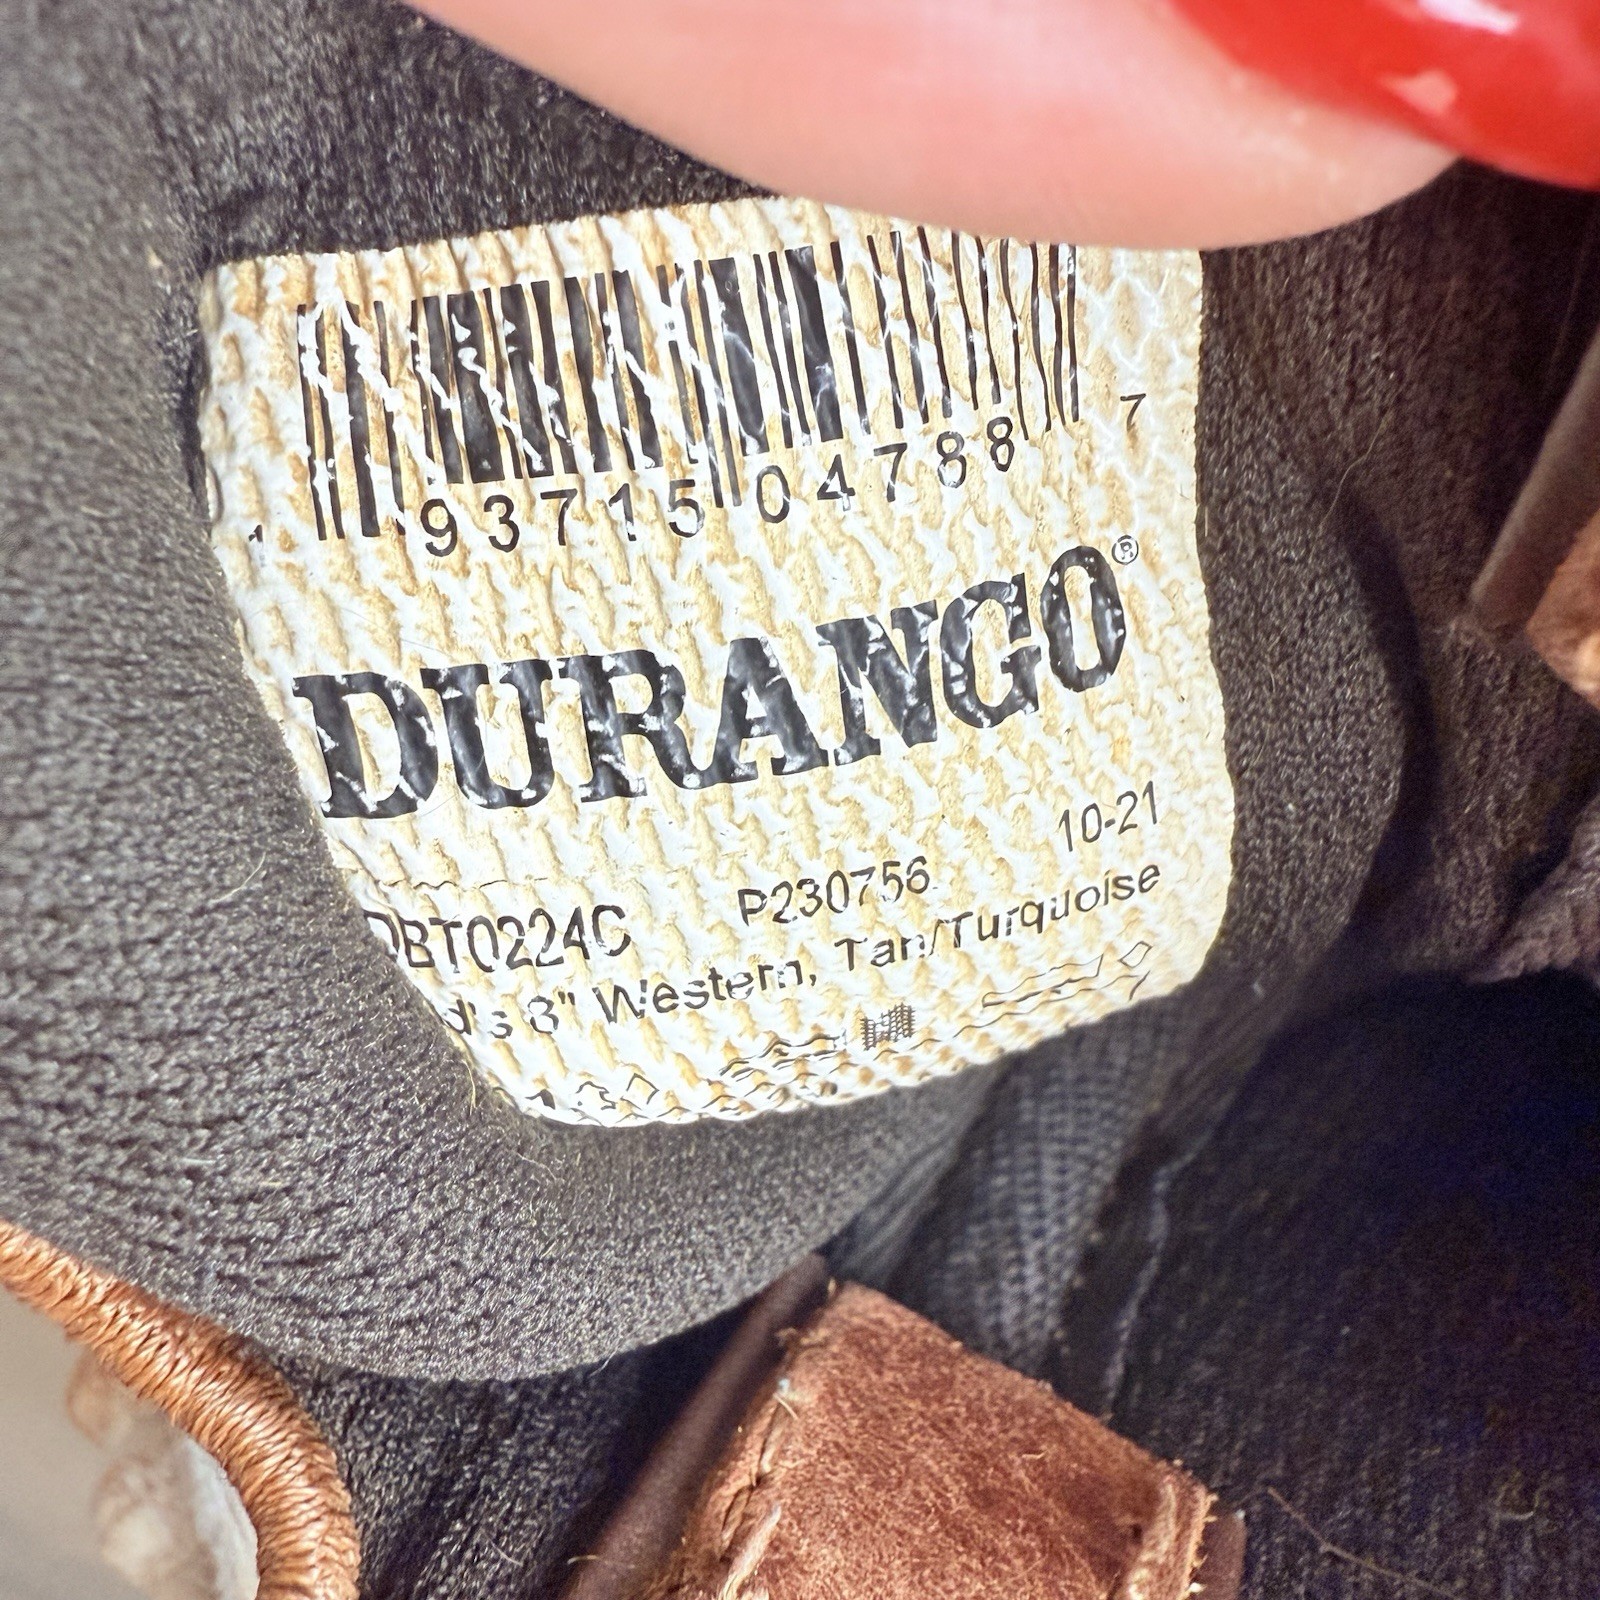 1 93715 04788 7
DURANGO®
DBT0224C P230756 10-21
d's 8" Western, Tan/Turquoise